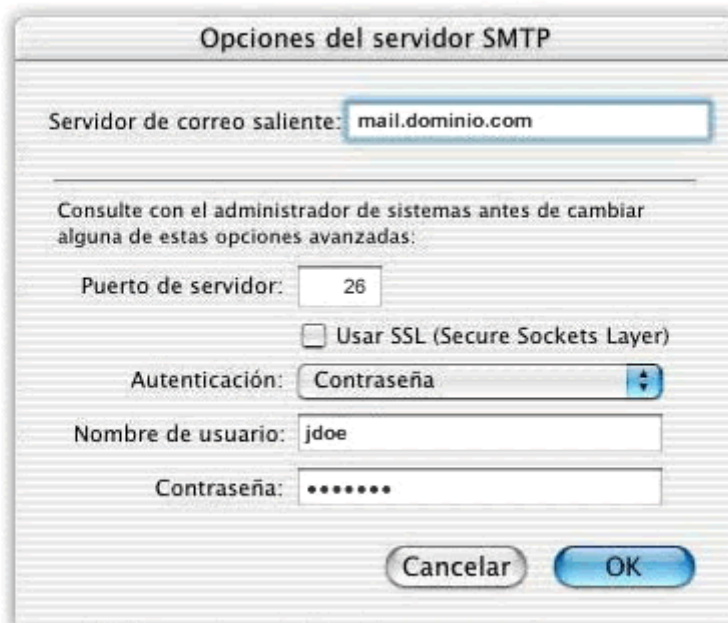 Opciones del servidor SMTP
Servidor de correo saliente: mail.dominio.com
Consulte con el administrador de sistemas antes de cambiar
alguna de estas opciones avanzadas:
Puerto de servidor: 26
Usar SSL (Secure Sockets Layer)
Autenticación: Contraseña
Nombre de usuario: jdoe
Contraseña: •••••••
Cancelar OK